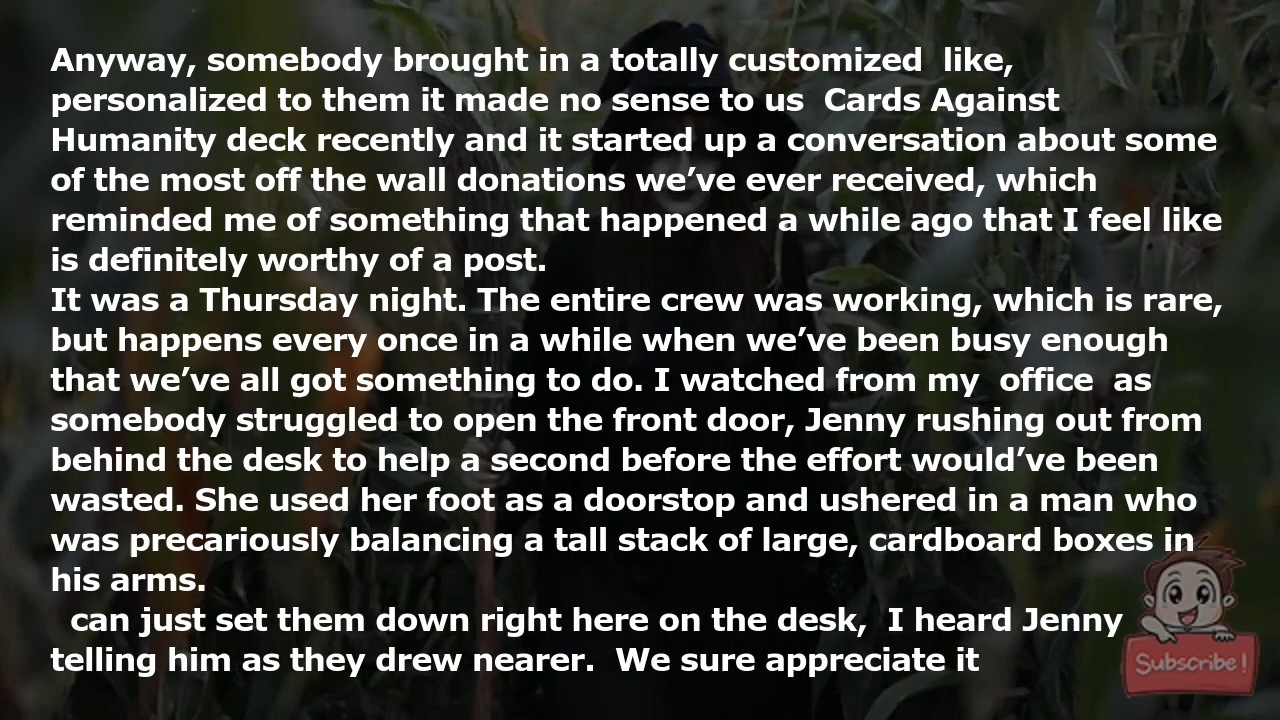 Anyway, somebody brought in a totally customized  like,
personalized to them it made no sense to us  Cards Against
Humanity deck recently and it started up a conversation about some
of the most off the wall donations we’ve ever received, which
reminded me of something that happened a while ago that I feel like
is definitely worthy of a post.
It was a Thursday night. The entire crew was working, which is rare,
but happens every once in a while when we’ve been busy enough
that we’ve all got something to do. I watched from my  office  as
somebody struggled to open the front door, Jenny rushing out from
behind the desk to help a second before the effort would’ve been
wasted. She used her foot as a doorstop and ushered in a man who
was precariously balancing a tall stack of large, cardboard boxes in
his arms.
can just set them down right here on the desk,  I heard Jenny
telling him as they drew nearer.  We sure appreciate it
Subscribe!